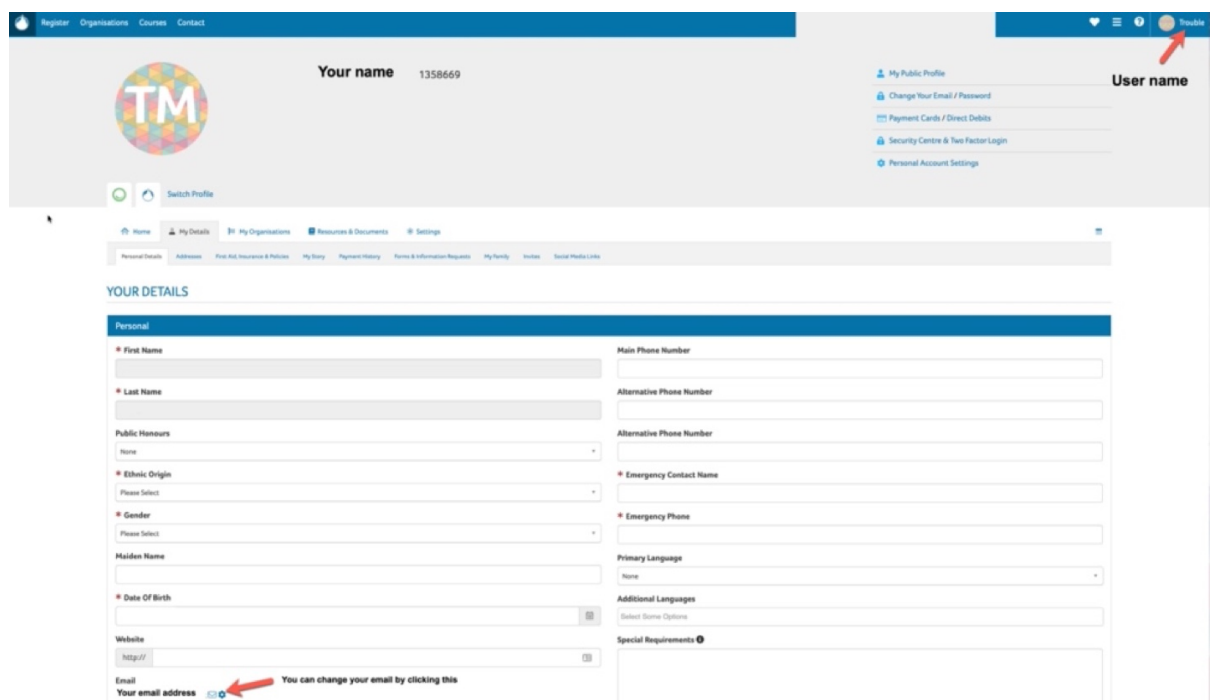 Register Organisations Courses Contact
Trouble
User name
TM
Your name 1358669
My Public Profile
Change Your Email / Password
Payment Cards / Direct Debits
Security Centre & Two Factor Login
Personal Account Settings
Switch Profile
Home My Details My Organisations Resources & Documents Settings
Personal Details Addresses First Aid, Insurance & Policies My Story Payment History Forms & Information Requests My Family Invites Social Media Links
YOUR DETAILS
Personal
* First Name
* Last Name
Public Honours
None
* Ethnic Origin
Please Select
* Gender
Please Select
Maiden Name
* Date Of Birth
Website
http://
Email
Your email address
You can change your email by clicking this
Main Phone Number
Alternative Phone Number
Alternative Phone Number
* Emergency Contact Name
* Emergency Phone
Primary Language
None
Additional Languages
Select Some Options
Special Requirements